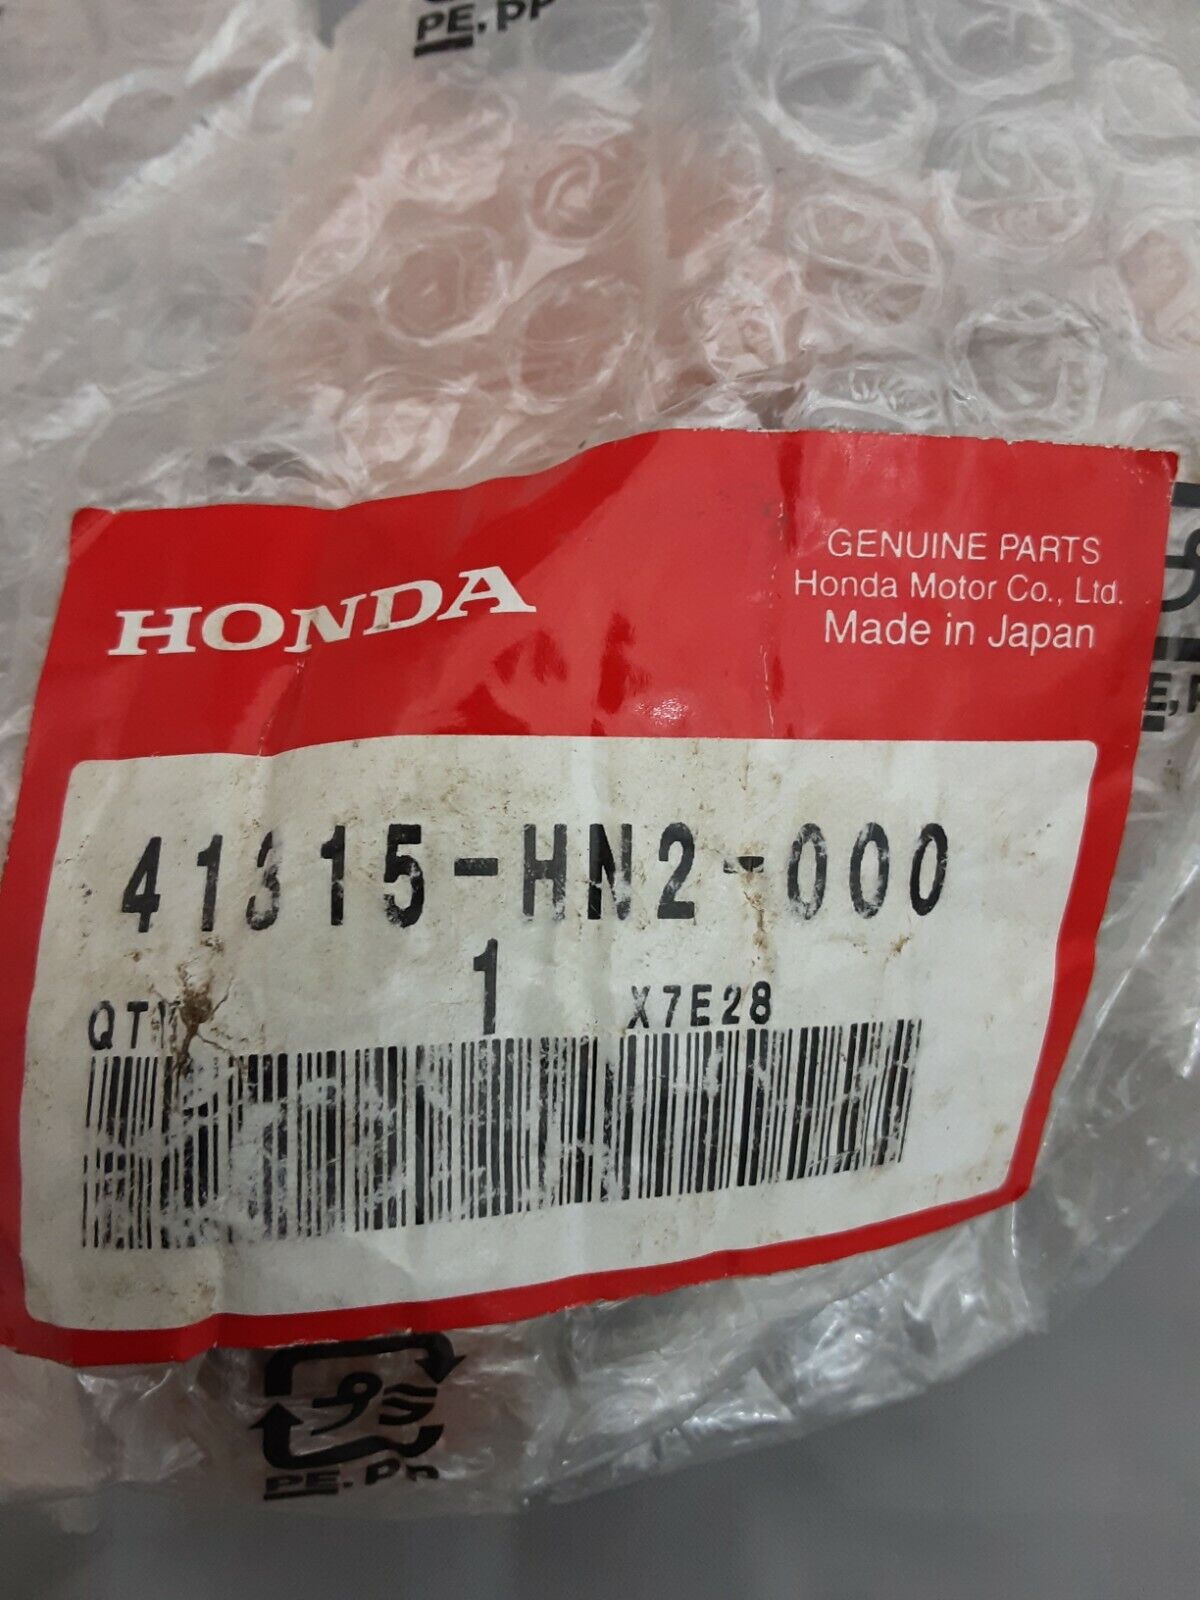 PE, PP
HONDA
GENUINE PARTS
Honda Motor Co., Ltd.
Made in Japan
41315-HN2-000
QTY 1 X7E28
PE, PP